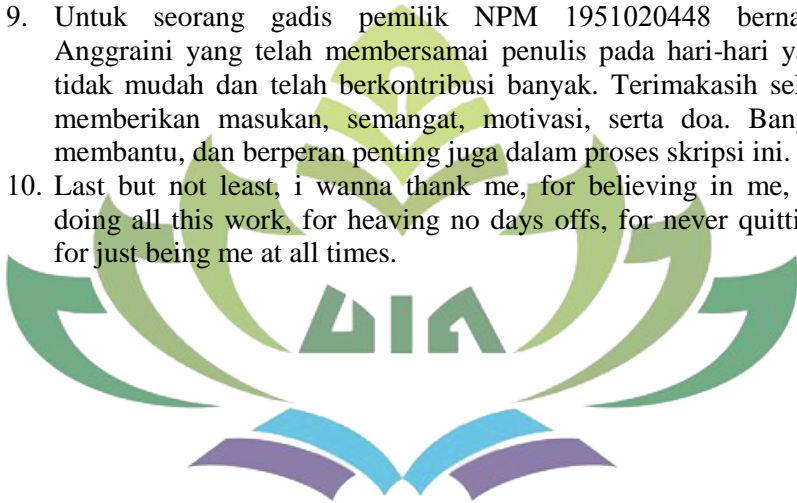 9. Untuk seorang gadis pemilik NPM 1951020448
Anggraini yang telah membersamai penulis pada hari-hari
tidak mudah dan telah berkontribusi banyak. Terimakasih
memberikan masukan, semangat, motivasi, serta doa.
membantu, dan berperan penting juga dalam proses skripsi ini.
10. Last but not least, i wanna thank me, for believing in me,
doing all this work, for heaving no days offs, for never
for just being me at all times.
UIN